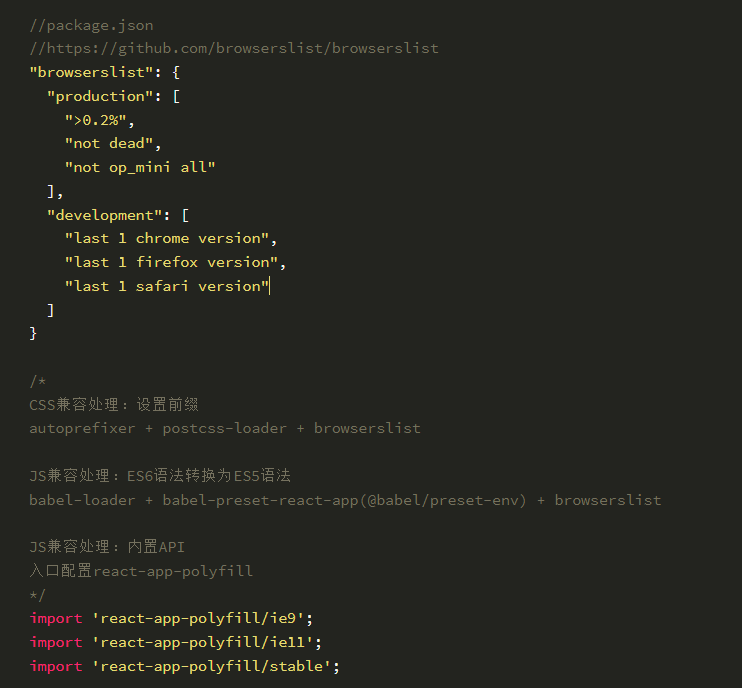 //package.json
//https://github.com/browserslist/browserslist
"browserslist": {
  "production": [
    ">0.2%",
    "not dead",
    "not op_mini all"
  ],
  "development": [
    "last 1 chrome version",
    "last 1 firefox version",
    "last 1 safari version"
  ]
}
/*
CSS兼容处理：设置前缀
autoprefixer + postcss-loader + browserslist
JS兼容处理：ES6语法转换为ES5语法
babel-loader + babel-preset-react-app(@babel/preset-env) + browserslist
JS兼容处理：内置API
入口配置react-app-polyfill
*/
import 'react-app-polyfill/ie9';
import 'react-app-polyfill/ie11';
import 'react-app-polyfill/stable';